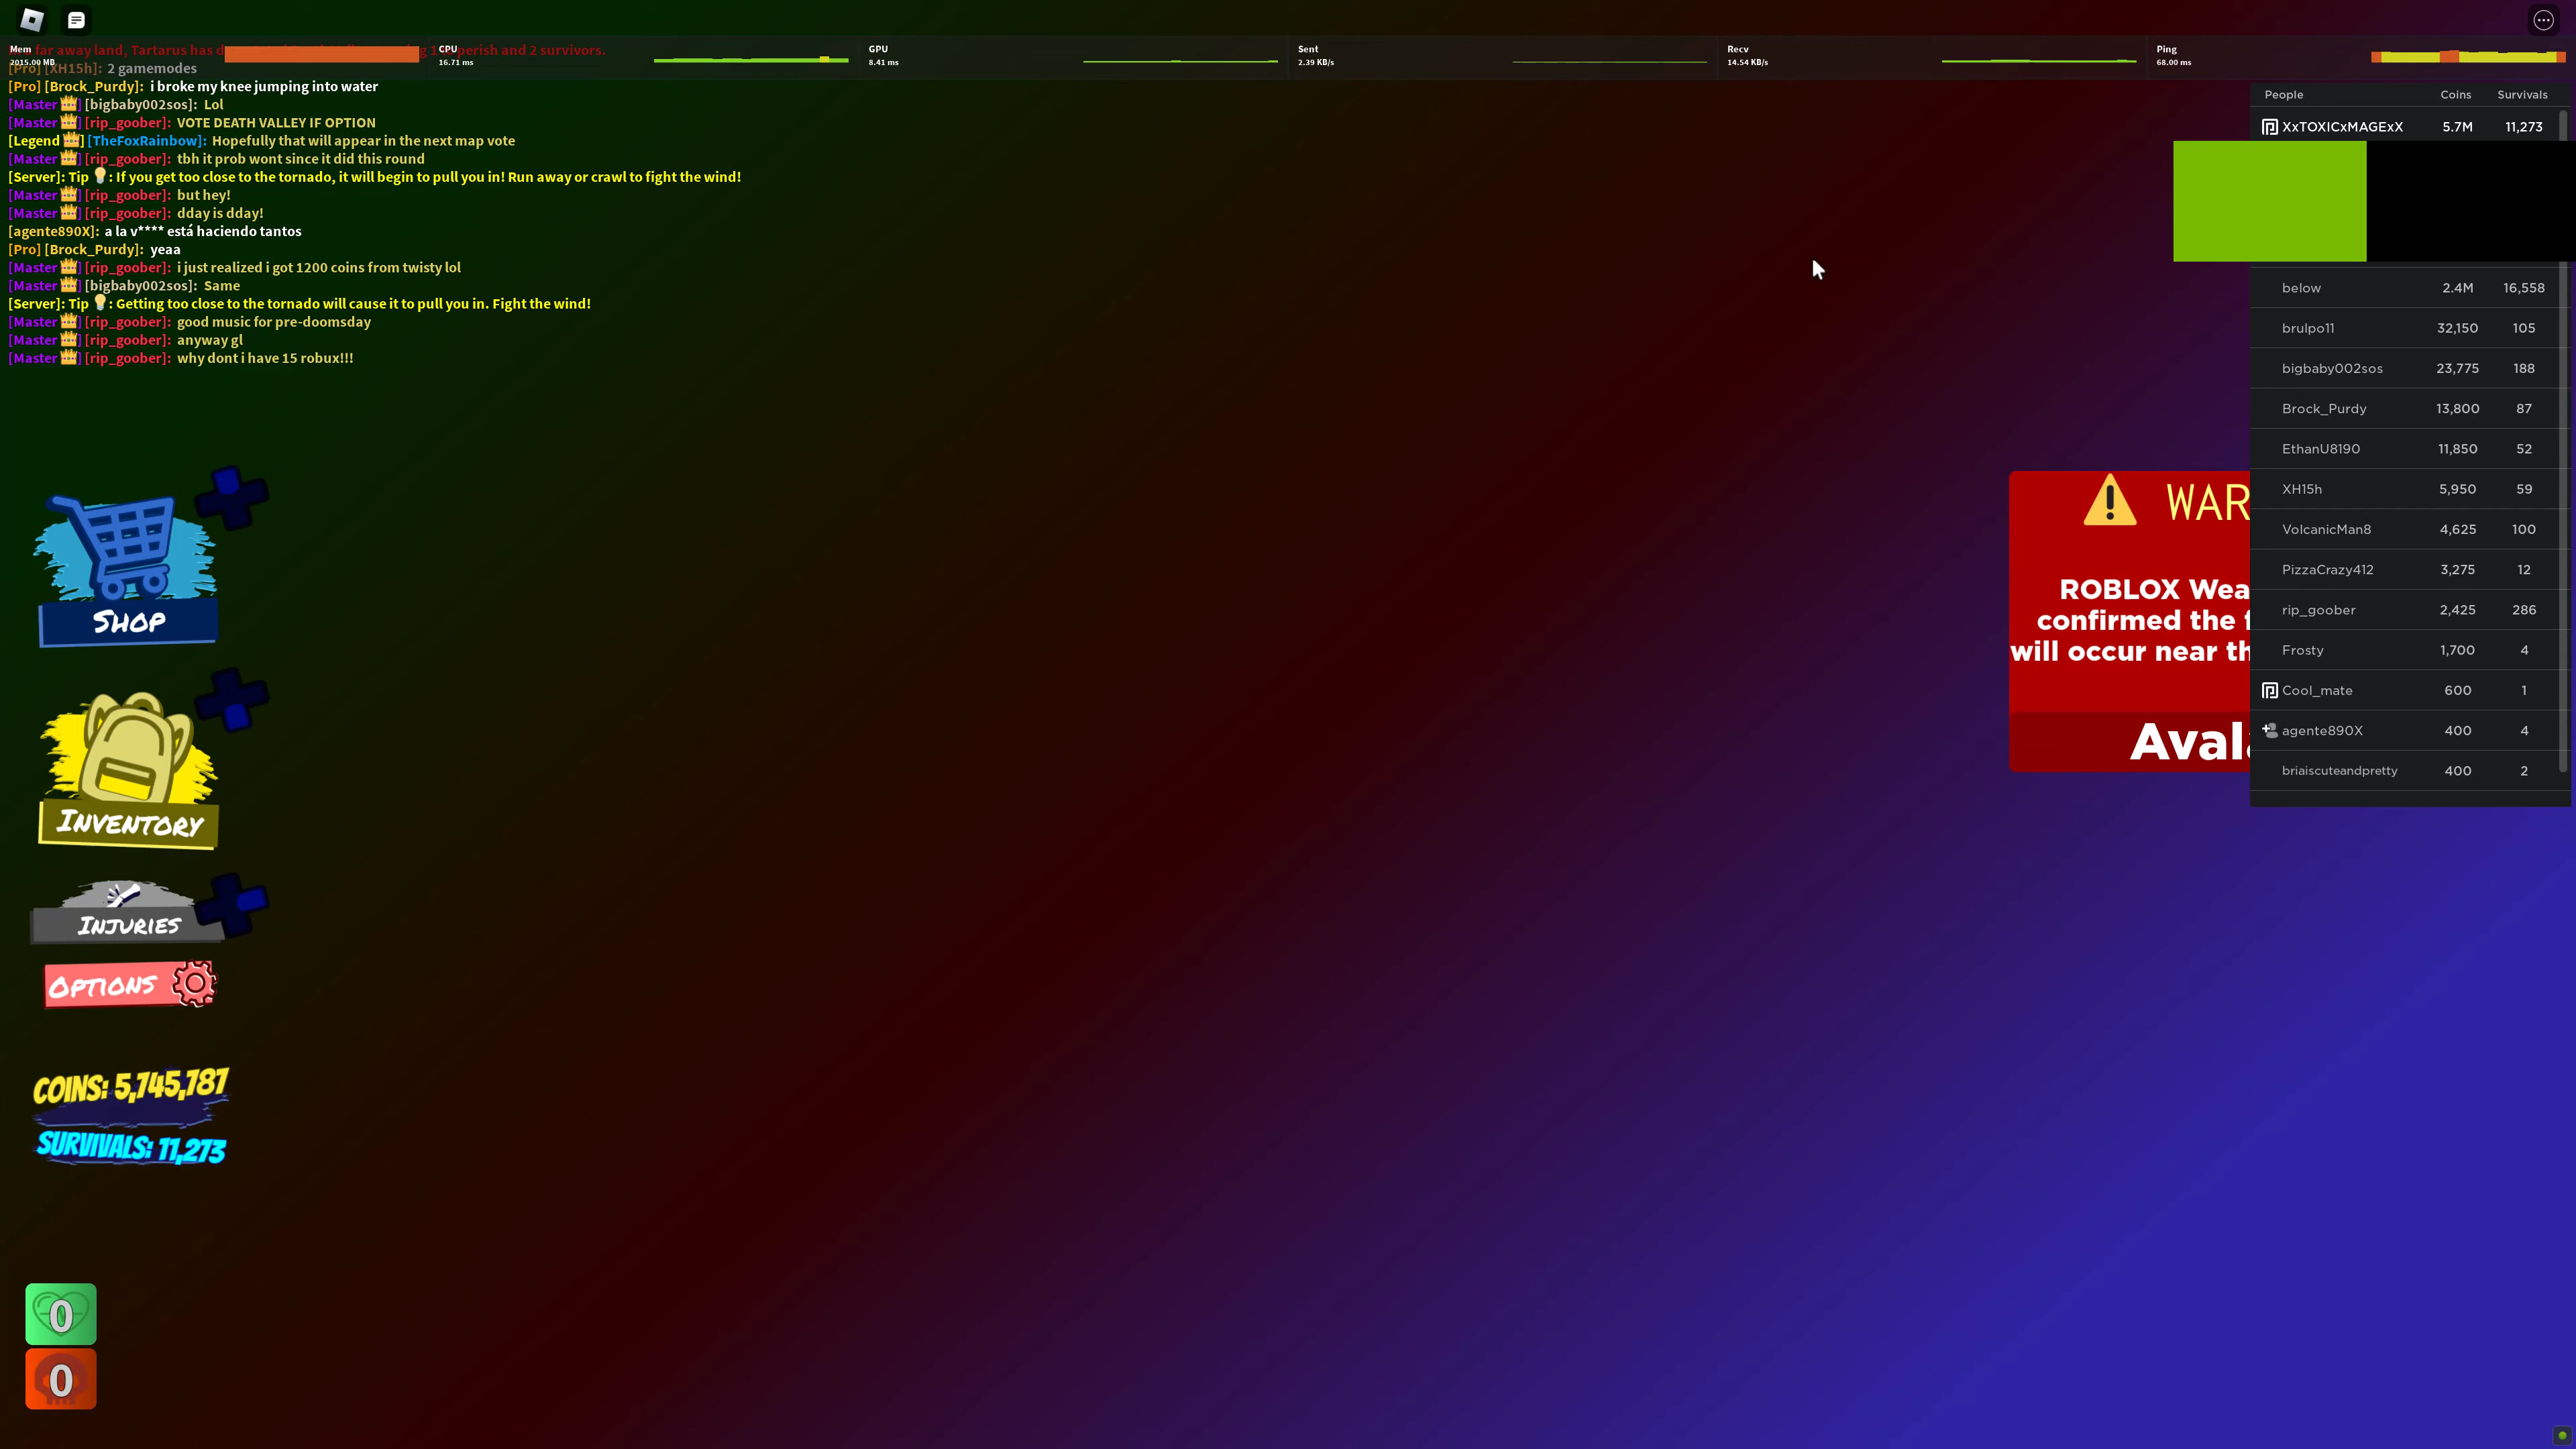 Mem
2015.00 MB
CPU
16.71 ms
GPU
8.41 ms
Sent
2.39 KB/s
Recv
14.54 KB/s
Ping
68.00 ms
far away land, Tartarus has d
perish and 2 survivors.
[Pro] [XH15h]: 2 gamemodes
[Pro] [Brock_Purdy]: i broke my knee jumping into water
[Master👑] [bigbaby002sos]: Lol
[Master👑] [rip_goober]: VOTE DEATH VALLEY IF OPTION
[Legend👑] [TheFoxRainbow]: Hopefully that will appear in the next map vote
[Master👑] [rip_goober]: tbh it prob wont since it did this round
[Server]: Tip 💡: If you get too close to the tornado, it will begin to pull you in! Run away or crawl to fight the wind!
[Master👑] [rip_goober]: but hey!
[Master👑] [rip_goober]: dday is dday!
[agente890X]: a la v**** está haciendo tantos
[Pro] [Brock_Purdy]: yeaa
[Master👑] [rip_goober]: i just realized i got 1200 coins from twisty lol
[Master👑] [bigbaby002sos]: Same
[Server]: Tip 💡: Getting too close to the tornado will cause it to pull you in. Fight the wind!
[Master👑] [rip_goober]: good music for pre-doomsday
[Master👑] [rip_goober]: anyway gl
[Master👑] [rip_goober]: why dont i have 15 robux!!!
SHOP
INVENTORY
INJURIES
OPTIONS
COINS: 5,745,787
SURVIVALS: 11,273
0
0
WAR
ROBLOX Wea
confirmed the f
will occur near th
Aval
People Coins Survivals
XxTOXICxMAGExX 5.7M 11,273
below 2.4M 16,558
brulpo11 32,150 105
bigbaby002sos 23,775 188
Brock_Purdy 13,800 87
EthanU8190 11,850 52
XH15h 5,950 59
VolcanicMan8 4,625 100
PizzaCrazy412 3,275 12
rip_goober 2,425 286
Frosty 1,700 4
Cool_mate 600 1
agente890X 400 4
briaiscuteandpretty 400 2